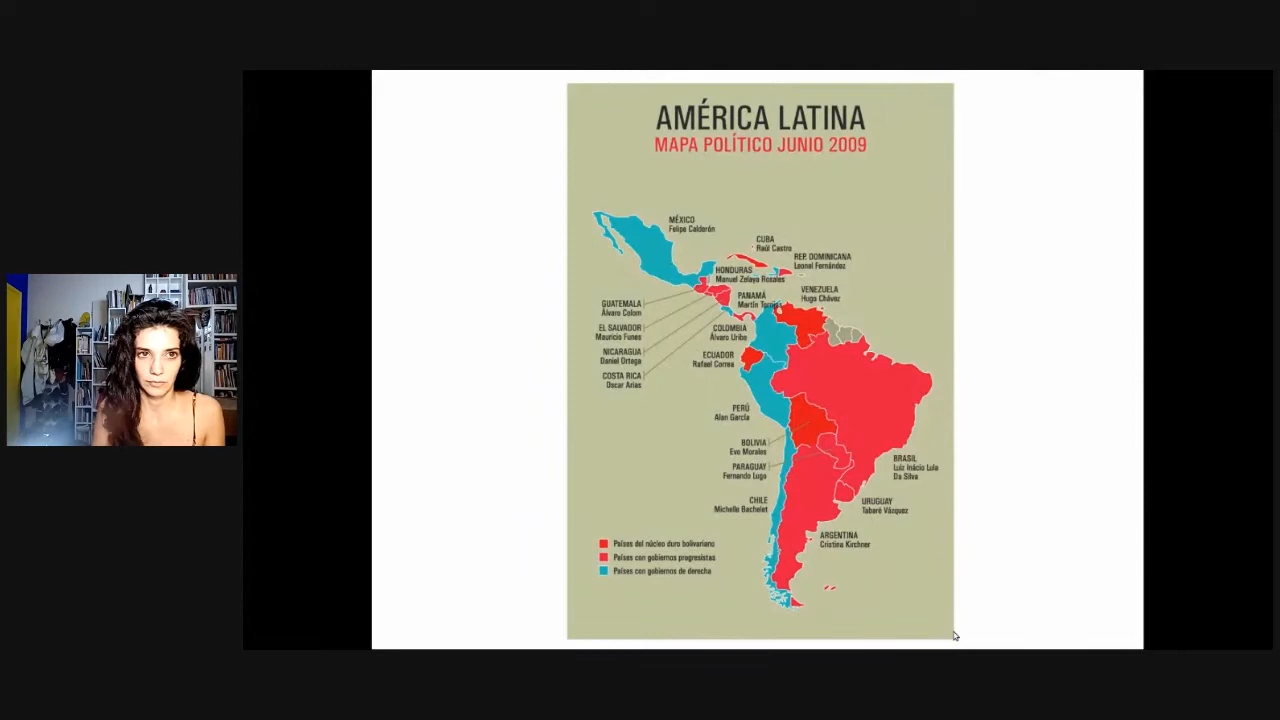 AMÉRICA LATINA
MAPA POLÍTICO JUNIO 2009
MÉXICO
Felipe Calderón
CUBA
Raúl Castro
REP. DOMINICANA
Leonel Fernández
HONDURAS
Manuel Zelaya Rosales
VENEZUELA
Hugo Chávez
PANAMÁ
Martín Torrijos
GUATEMALA
Álvaro Colom
EL SALVADOR
Mauricio Funes
NICARAGUA
Daniel Ortega
COSTA RICA
Oscar Arias
COLOMBIA
Álvaro Uribe
ECUADOR
Rafael Correa
PERÚ
Alan García
BOLIVIA
Evo Morales
PARAGUAY
Fernando Lugo
BRASIL
Luiz Inácio Lula
Da Silva
CHILE
Michelle Bachelet
URUGUAY
Tabaré Vázquez
ARGENTINA
Cristina Kirchner
Países del núcleo duro bolivariano
Países con gobiernos progresistas
Países con gobiernos de derecha